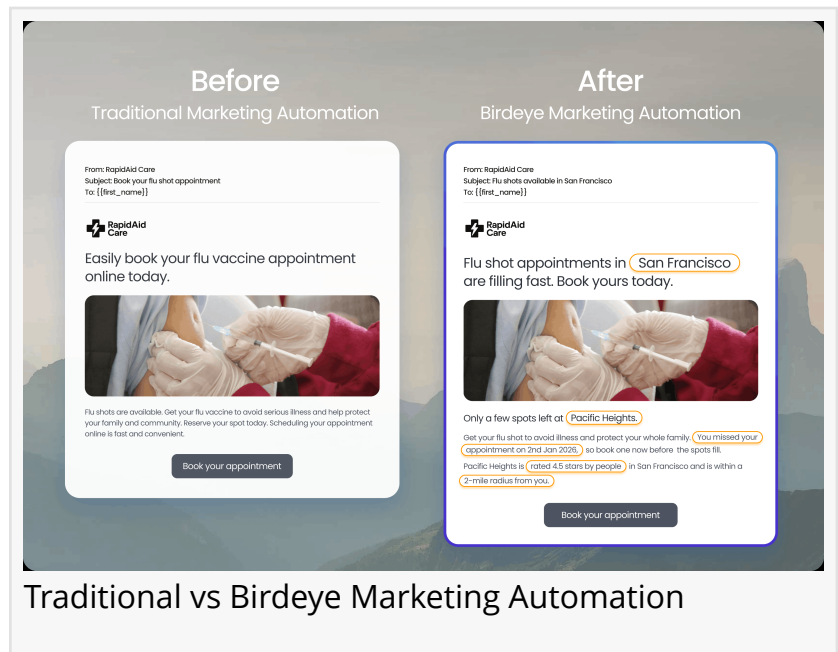 Before
Traditional Marketing Automation
From: RapidAid Care
Subject: Book your flu shot appointment
To: {{first_name}}
RapidAid
Care
Easily book your flu vaccine appointment
online today.
Flu shots are available. Get your flu vaccine to avoid serious illness and help protect
your family and community. Reserve your spot today. Scheduling your appointment
online is fast and convenient.
Book your appointment
After
Birdeye Marketing Automation
From: RapidAid Care
Subject: Flu shots available in San Francisco
To: {{first_name}}
RapidAid
Care
Flu shot appointments in San Francisco
are filling fast. Book yours today.
Only a few spots left at Pacific Heights.
Get your flu shot to avoid illness and protect your whole family. You missed your
appointment on 2nd Jan 2026, so book one now before the spots fill.
Pacific Heights is rated 4.5 stars by people in San Francisco and is within a
2-mile radius from you.
Book your appointment
Traditional vs Birdeye Marketing Automation